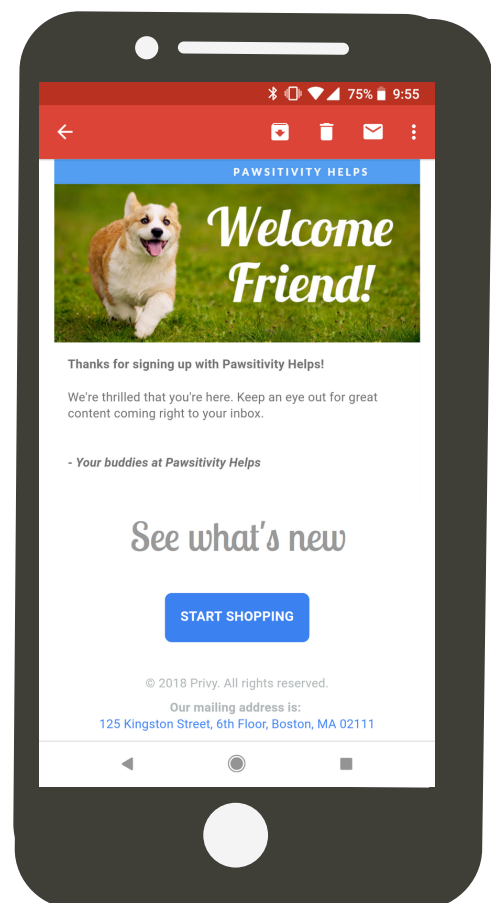 75% 9:55
PAWSITIVITY HELPS
Welcome
Friend!
Thanks for signing up with Pawsitivity Helps!
We're thrilled that you're here. Keep an eye out for great
content coming right to your inbox.
- Your buddies at Pawsitivity Helps
See what's new
START SHOPPING
© 2018 Privy. All rights reserved.
Our mailing address is:
125 Kingston Street, 6th Floor, Boston, MA 02111